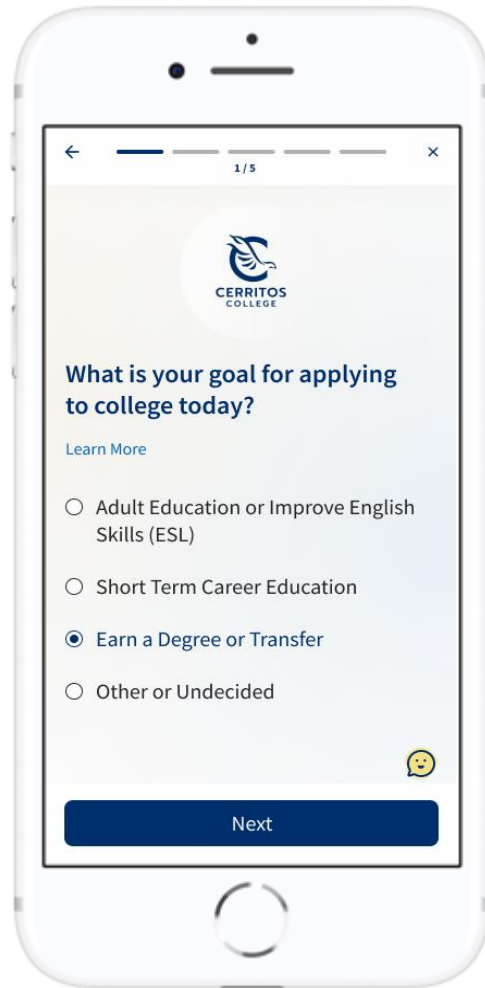 1 / 5
CERRITOS
COLLEGE
What is your goal for applying
to college today?
Learn More
Adult Education or Improve English
Skills (ESL)
Short Term Career Education
Earn a Degree or Transfer
Other or Undecided
Next